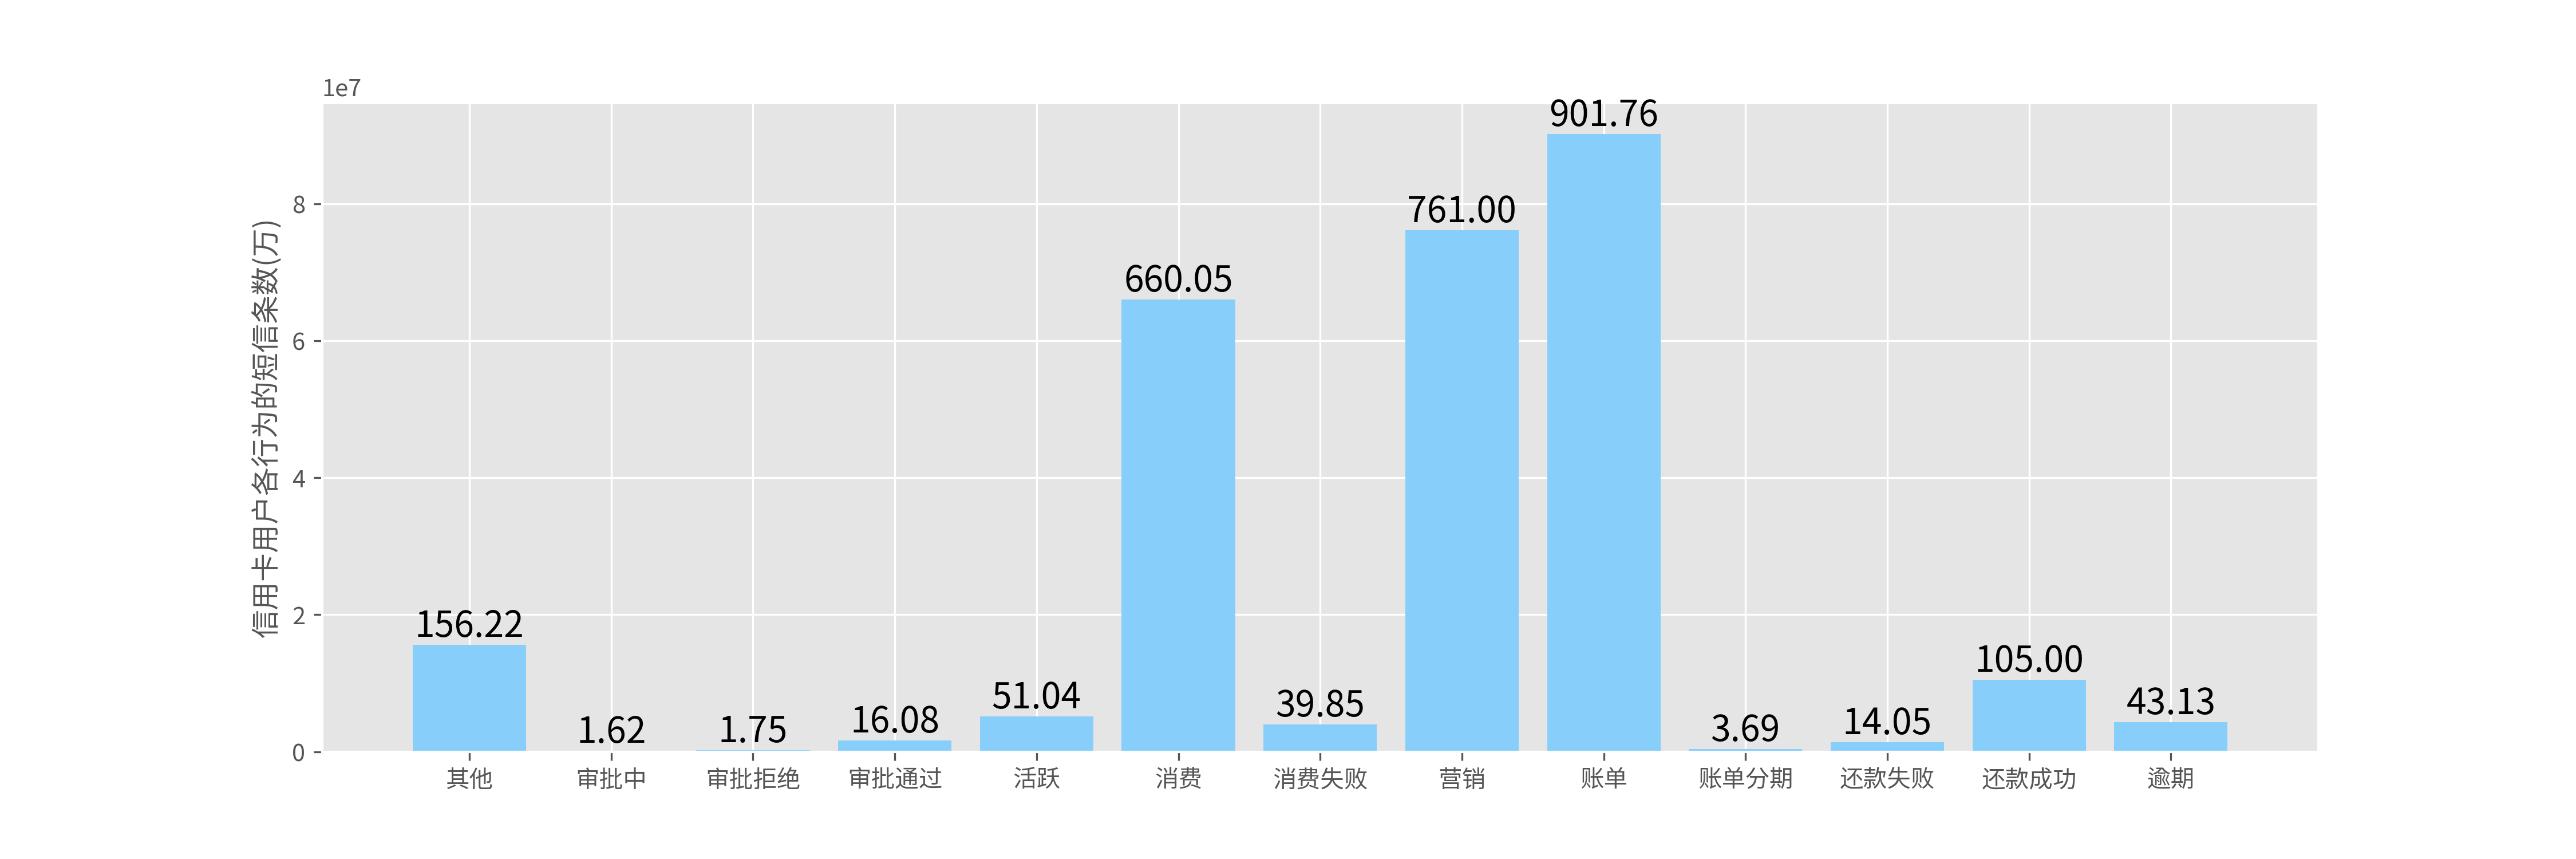 1e7
信用卡用户各行为的短信条数(万)
8
6
4
2
0
156.22
1.62
1.75
16.08
51.04
660.05
39.85
761.00
901.76
3.69
14.05
105.00
43.13
其他
审批中
审批拒绝
审批通过
活跃
消费
消费失败
营销
账单
账单分期
还款失败
还款成功
逾期